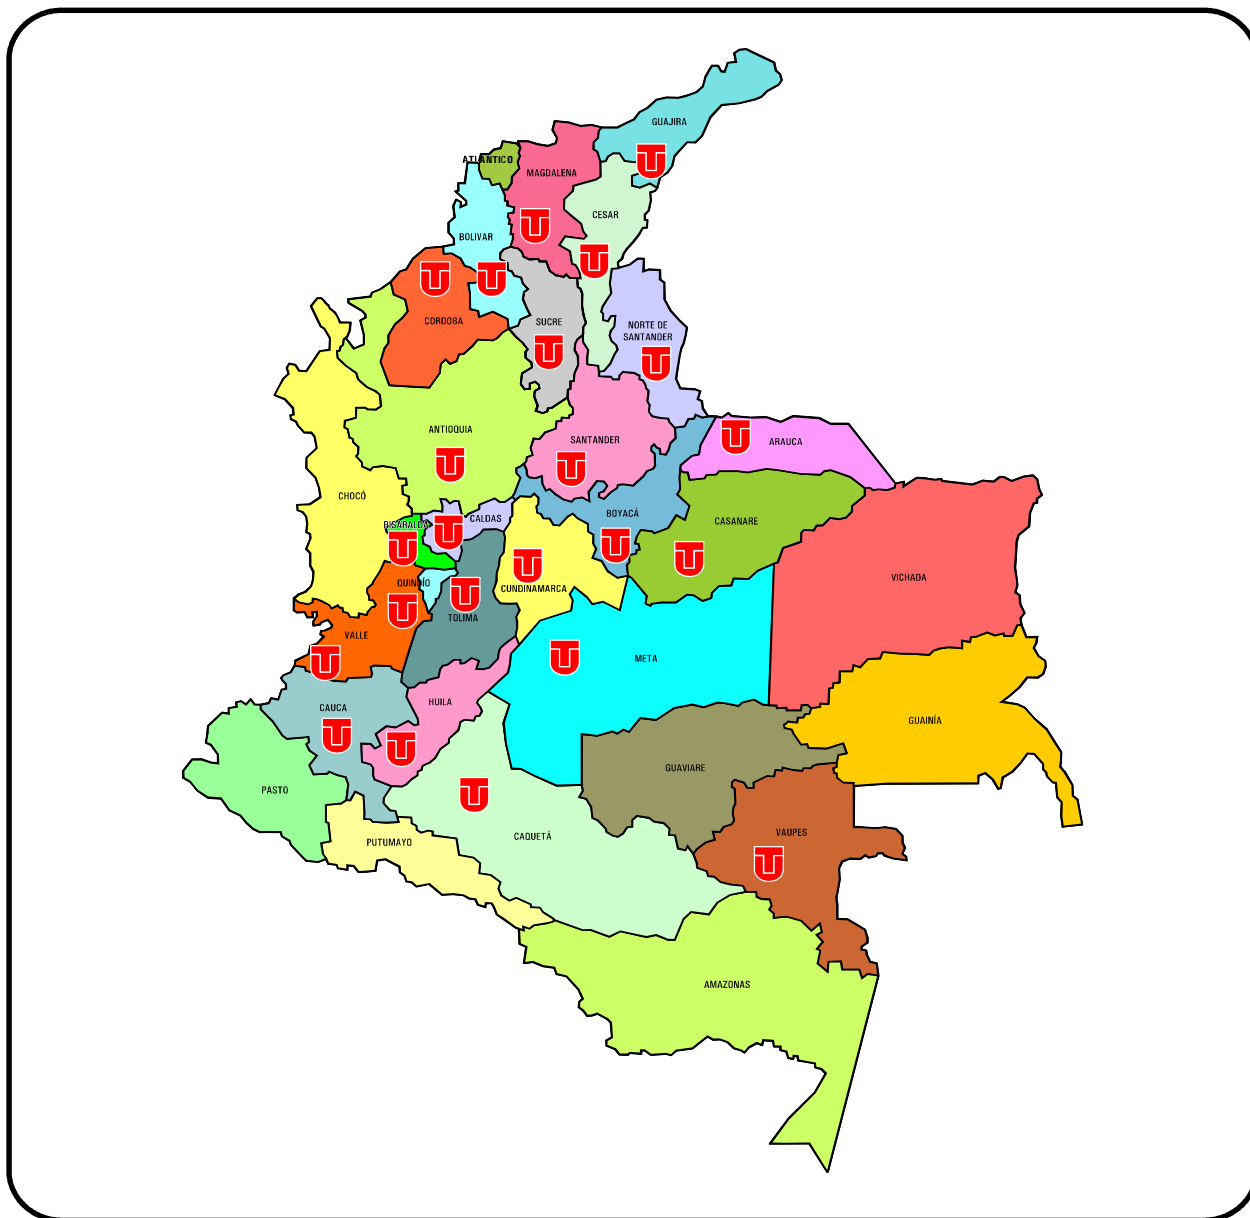 GUAJIRA
ATLANTICO
MAGDALENA
CESAR
BOLIVAR
CORDOBA
SUCRE
NORTE DE
SANTANDER
ANTIOQUIA
SANTANDER
ARAUCA
CHOCÓ
BOYACÁ
RISARALDA
CALDAS
CASANARE
VICHADA
QUINDÍO
CUNDINAMARCA
TOLIMA
VALLE
META
HUILA
CAUCA
GUAINÍA
GUAVIARE
PASTO
VAUPES
CAQUETÁ
PUTUMAYO
AMAZONAS